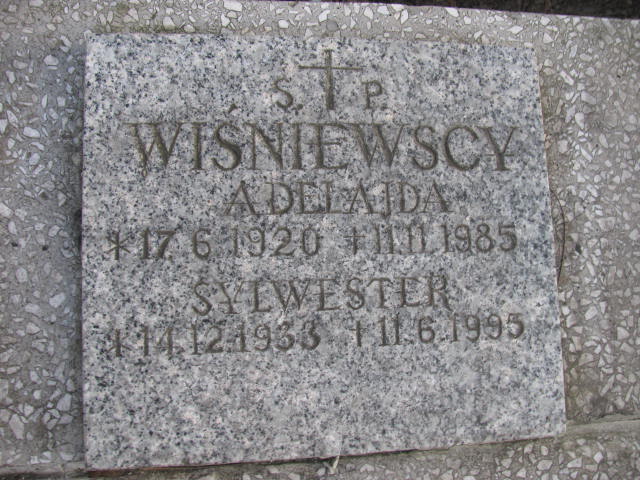 Ś. P.
WIŚNIEWSCY
ADELAJDA
*17.6.1920 +11.11.1985
SYLWESTER
+14.12.1933 +11.6.1995